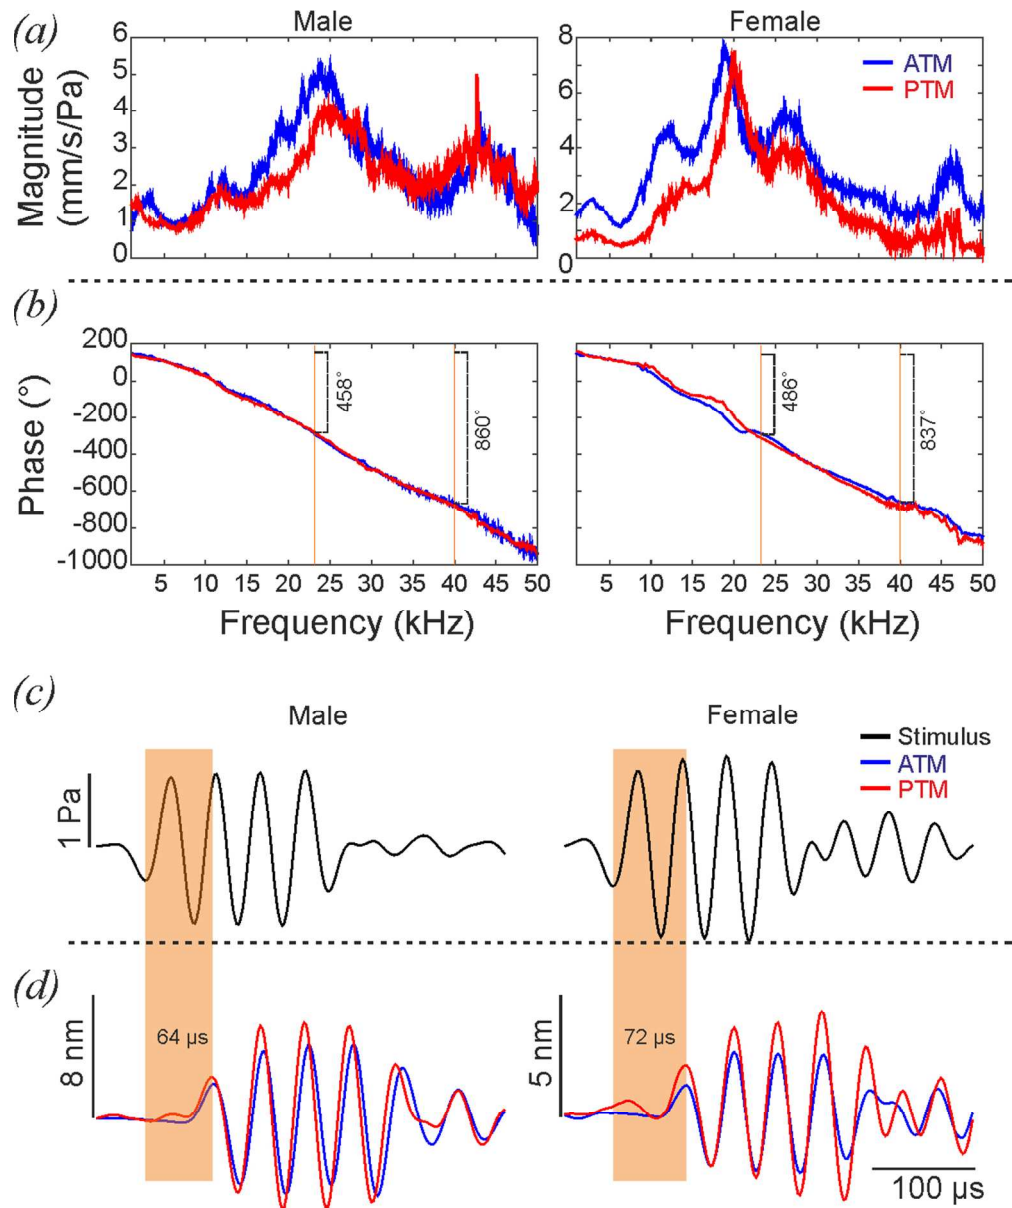 (a)
Male
Female
Magnitude
(mm/s/Pa)
6
5
4
3
2
1
0
8
6
4
2
0
ATM
PTM
(b)
Phase (°)
200
0
-200
-400
-600
-800
-1000
458°
860°
486°
837°
5 10 15 20 25 30 35 40 45 50
5 10 15 20 25 30 35 40 45 50
Frequency (kHz)
Frequency (kHz)
(c)
Male
Female
Stimulus
ATM
PTM
1 Pa
(d)
8 nm
64 µs
5 nm
72 µs
100 µs